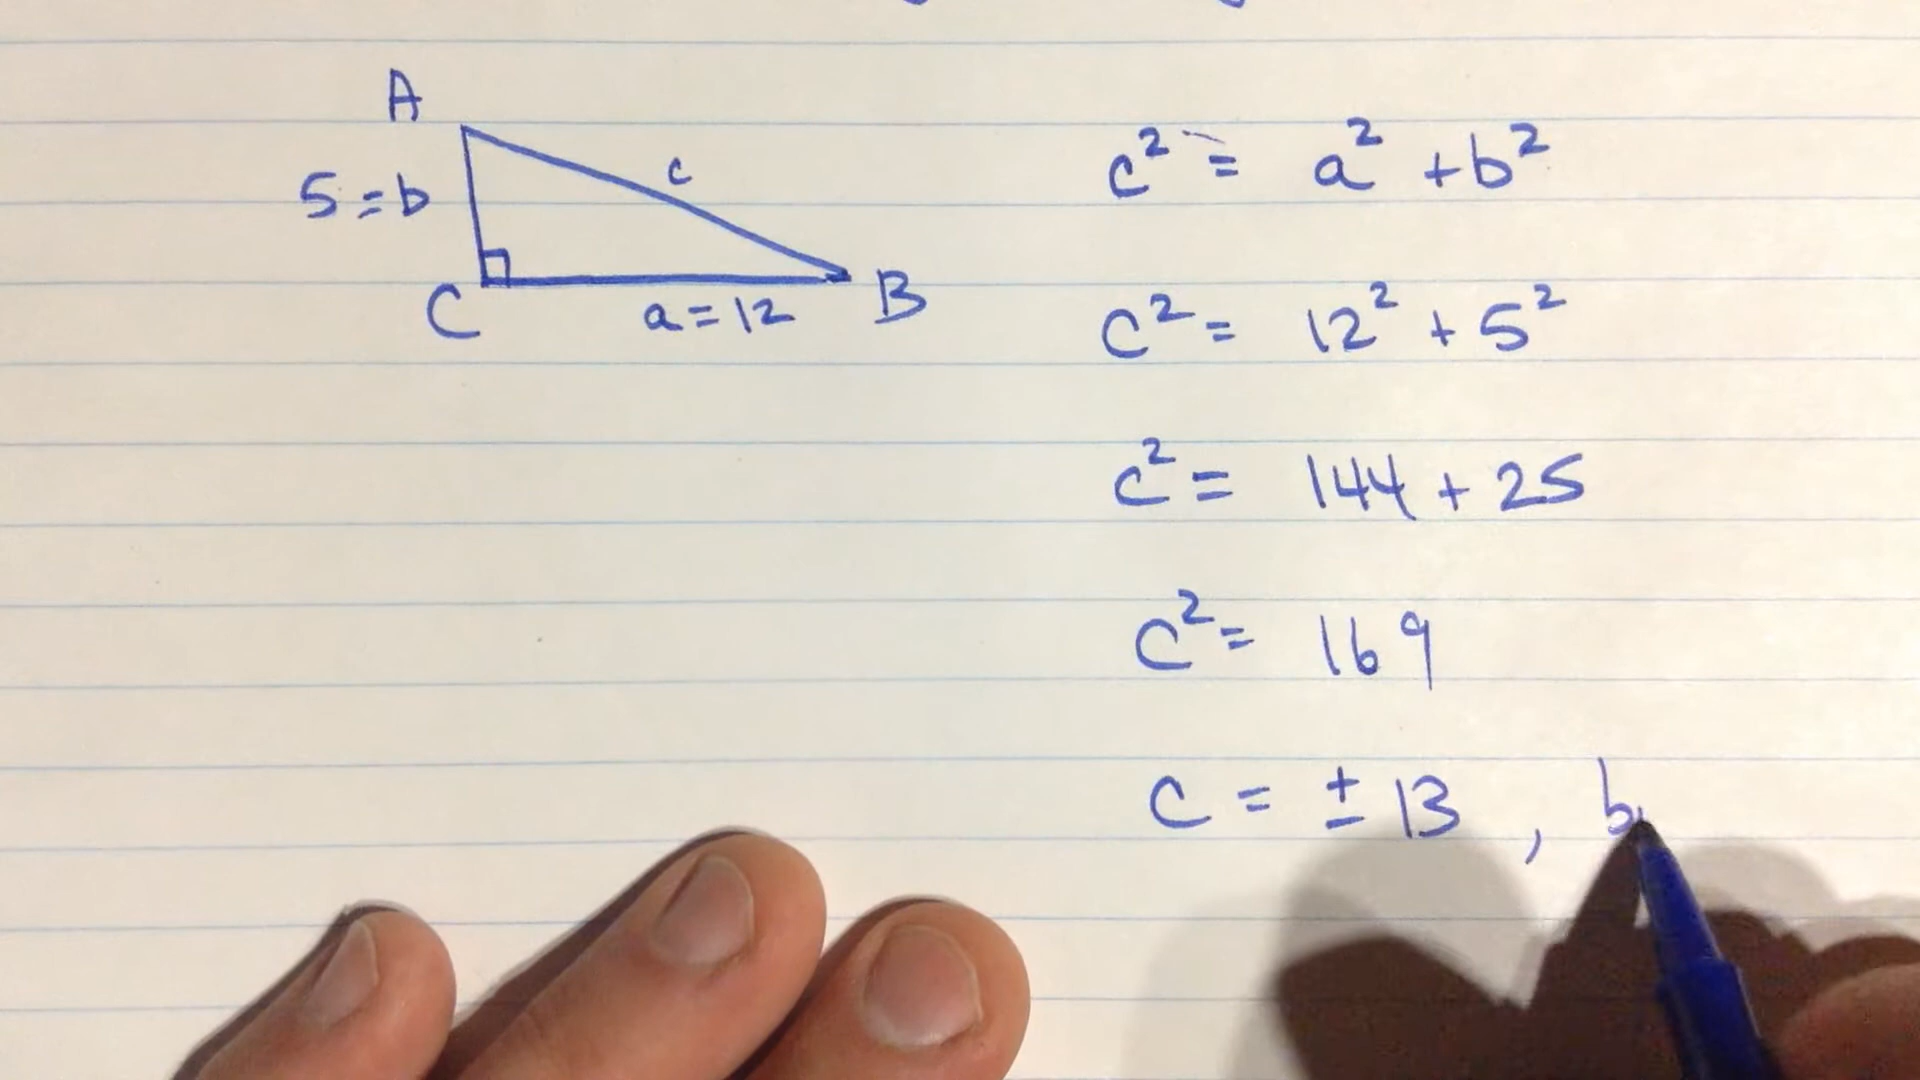 A
5 = b
c
C
a = 12
B
c² = a² + b²
c² = 12² + 5²
c² = 144 + 25
c² = 169
c = ± 13 , b